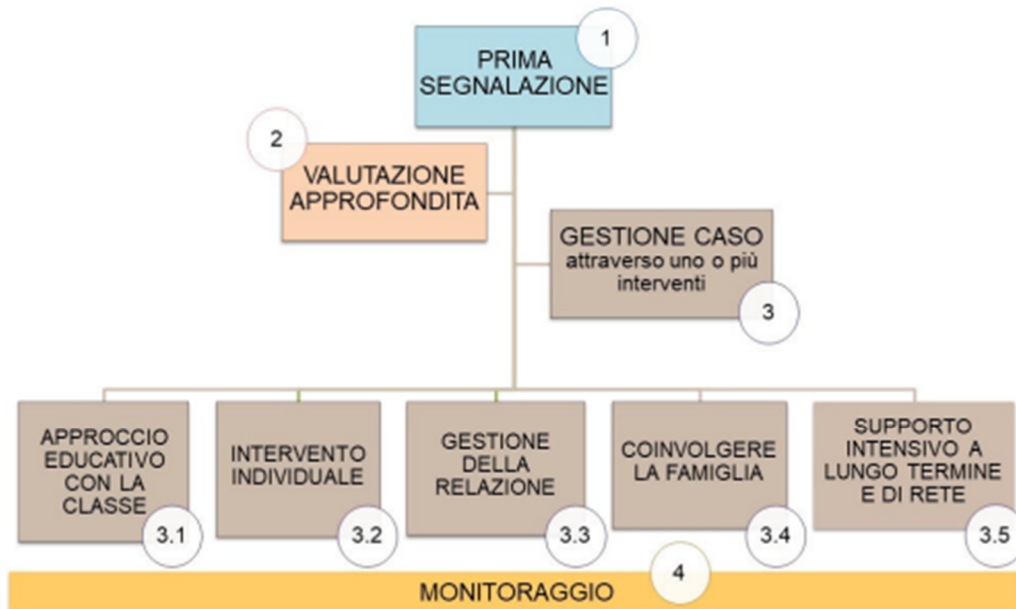 1
PRIMA
SEGNALAZIONE
2
VALUTAZIONE
APPROFONDITA
GESTIONE CASO
attraverso uno o più
interventi
3
APPROCCIO
EDUCATIVO
CON LA
CLASSE
3.1
INTERVENTO
INDIVIDUALE
3.2
GESTIONE
DELLA
RELAZIONE
3.3
COINVOLGERE
LA FAMIGLIA
3.4
SUPPORTO
INTENSIVO A
LUNGO TERMINE
E DI RETE
3.5
4
MONITORAGGIO